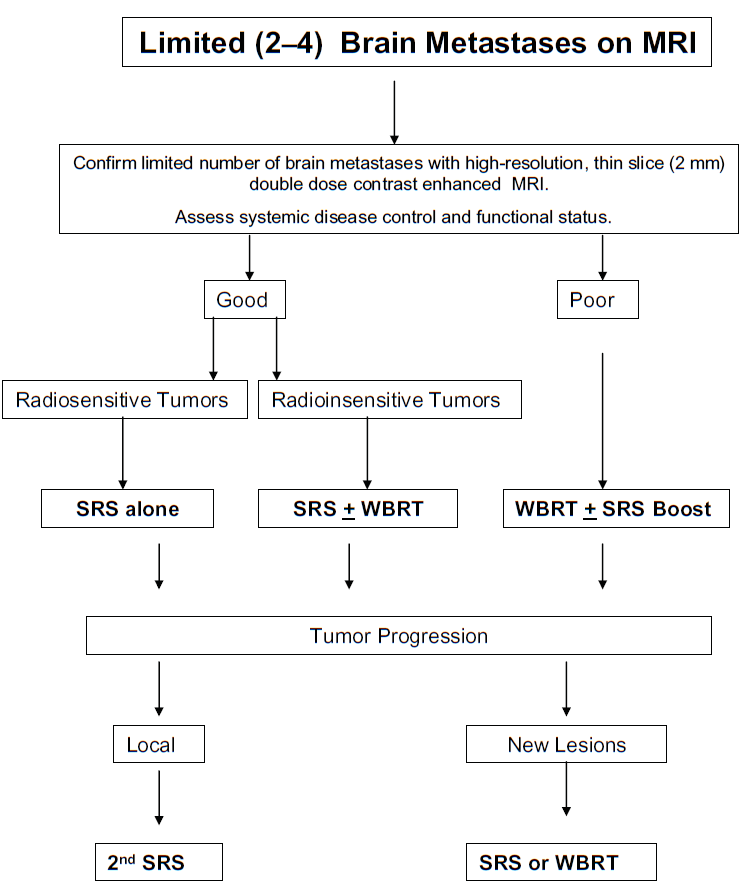 Limited (2–4) Brain Metastases on MRI
Confirm limited number of brain metastases with high-resolution, thin slice (2 mm)
double dose contrast enhanced MRI.
Assess systemic disease control and functional status.
Good
Poor
Radiosensitive Tumors
Radioinsensitive Tumors
SRS alone
SRS ± WBRT
WBRT ± SRS Boost
Tumor Progression
Local
New Lesions
2nd SRS
SRS or WBRT